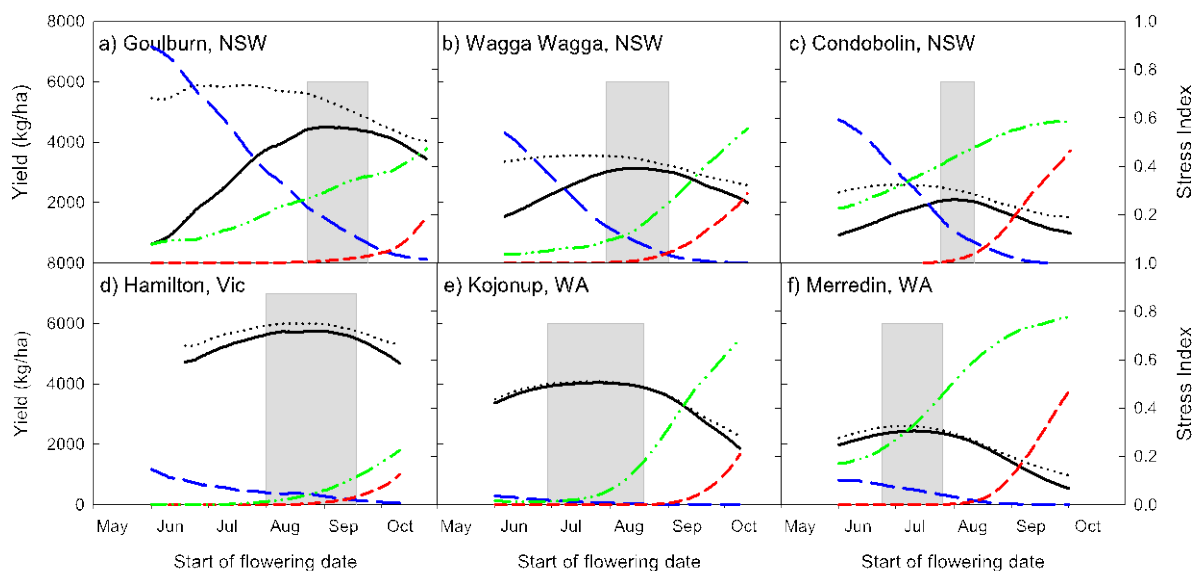 8000
6000
4000
2000
8000
Yield (kg/ha)
a) Goulburn, NSW
b) Wagga Wagga, NSW
c) Condobolin, NSW
1.0
0.8
0.6
0.4
0.2
1.0
Stress Index
6000
4000
2000
0
Yield (kg/ha)
d) Hamilton, Vic
e) Kojonup, WA
f) Merredin, WA
0.8
0.6
0.4
0.2
0.0
Stress Index
May Jun Jul Aug Sep Oct May Jun Jul Aug Sep Oct May Jun Jul Aug Sep Oct
Start of flowering date Start of flowering date Start of flowering date